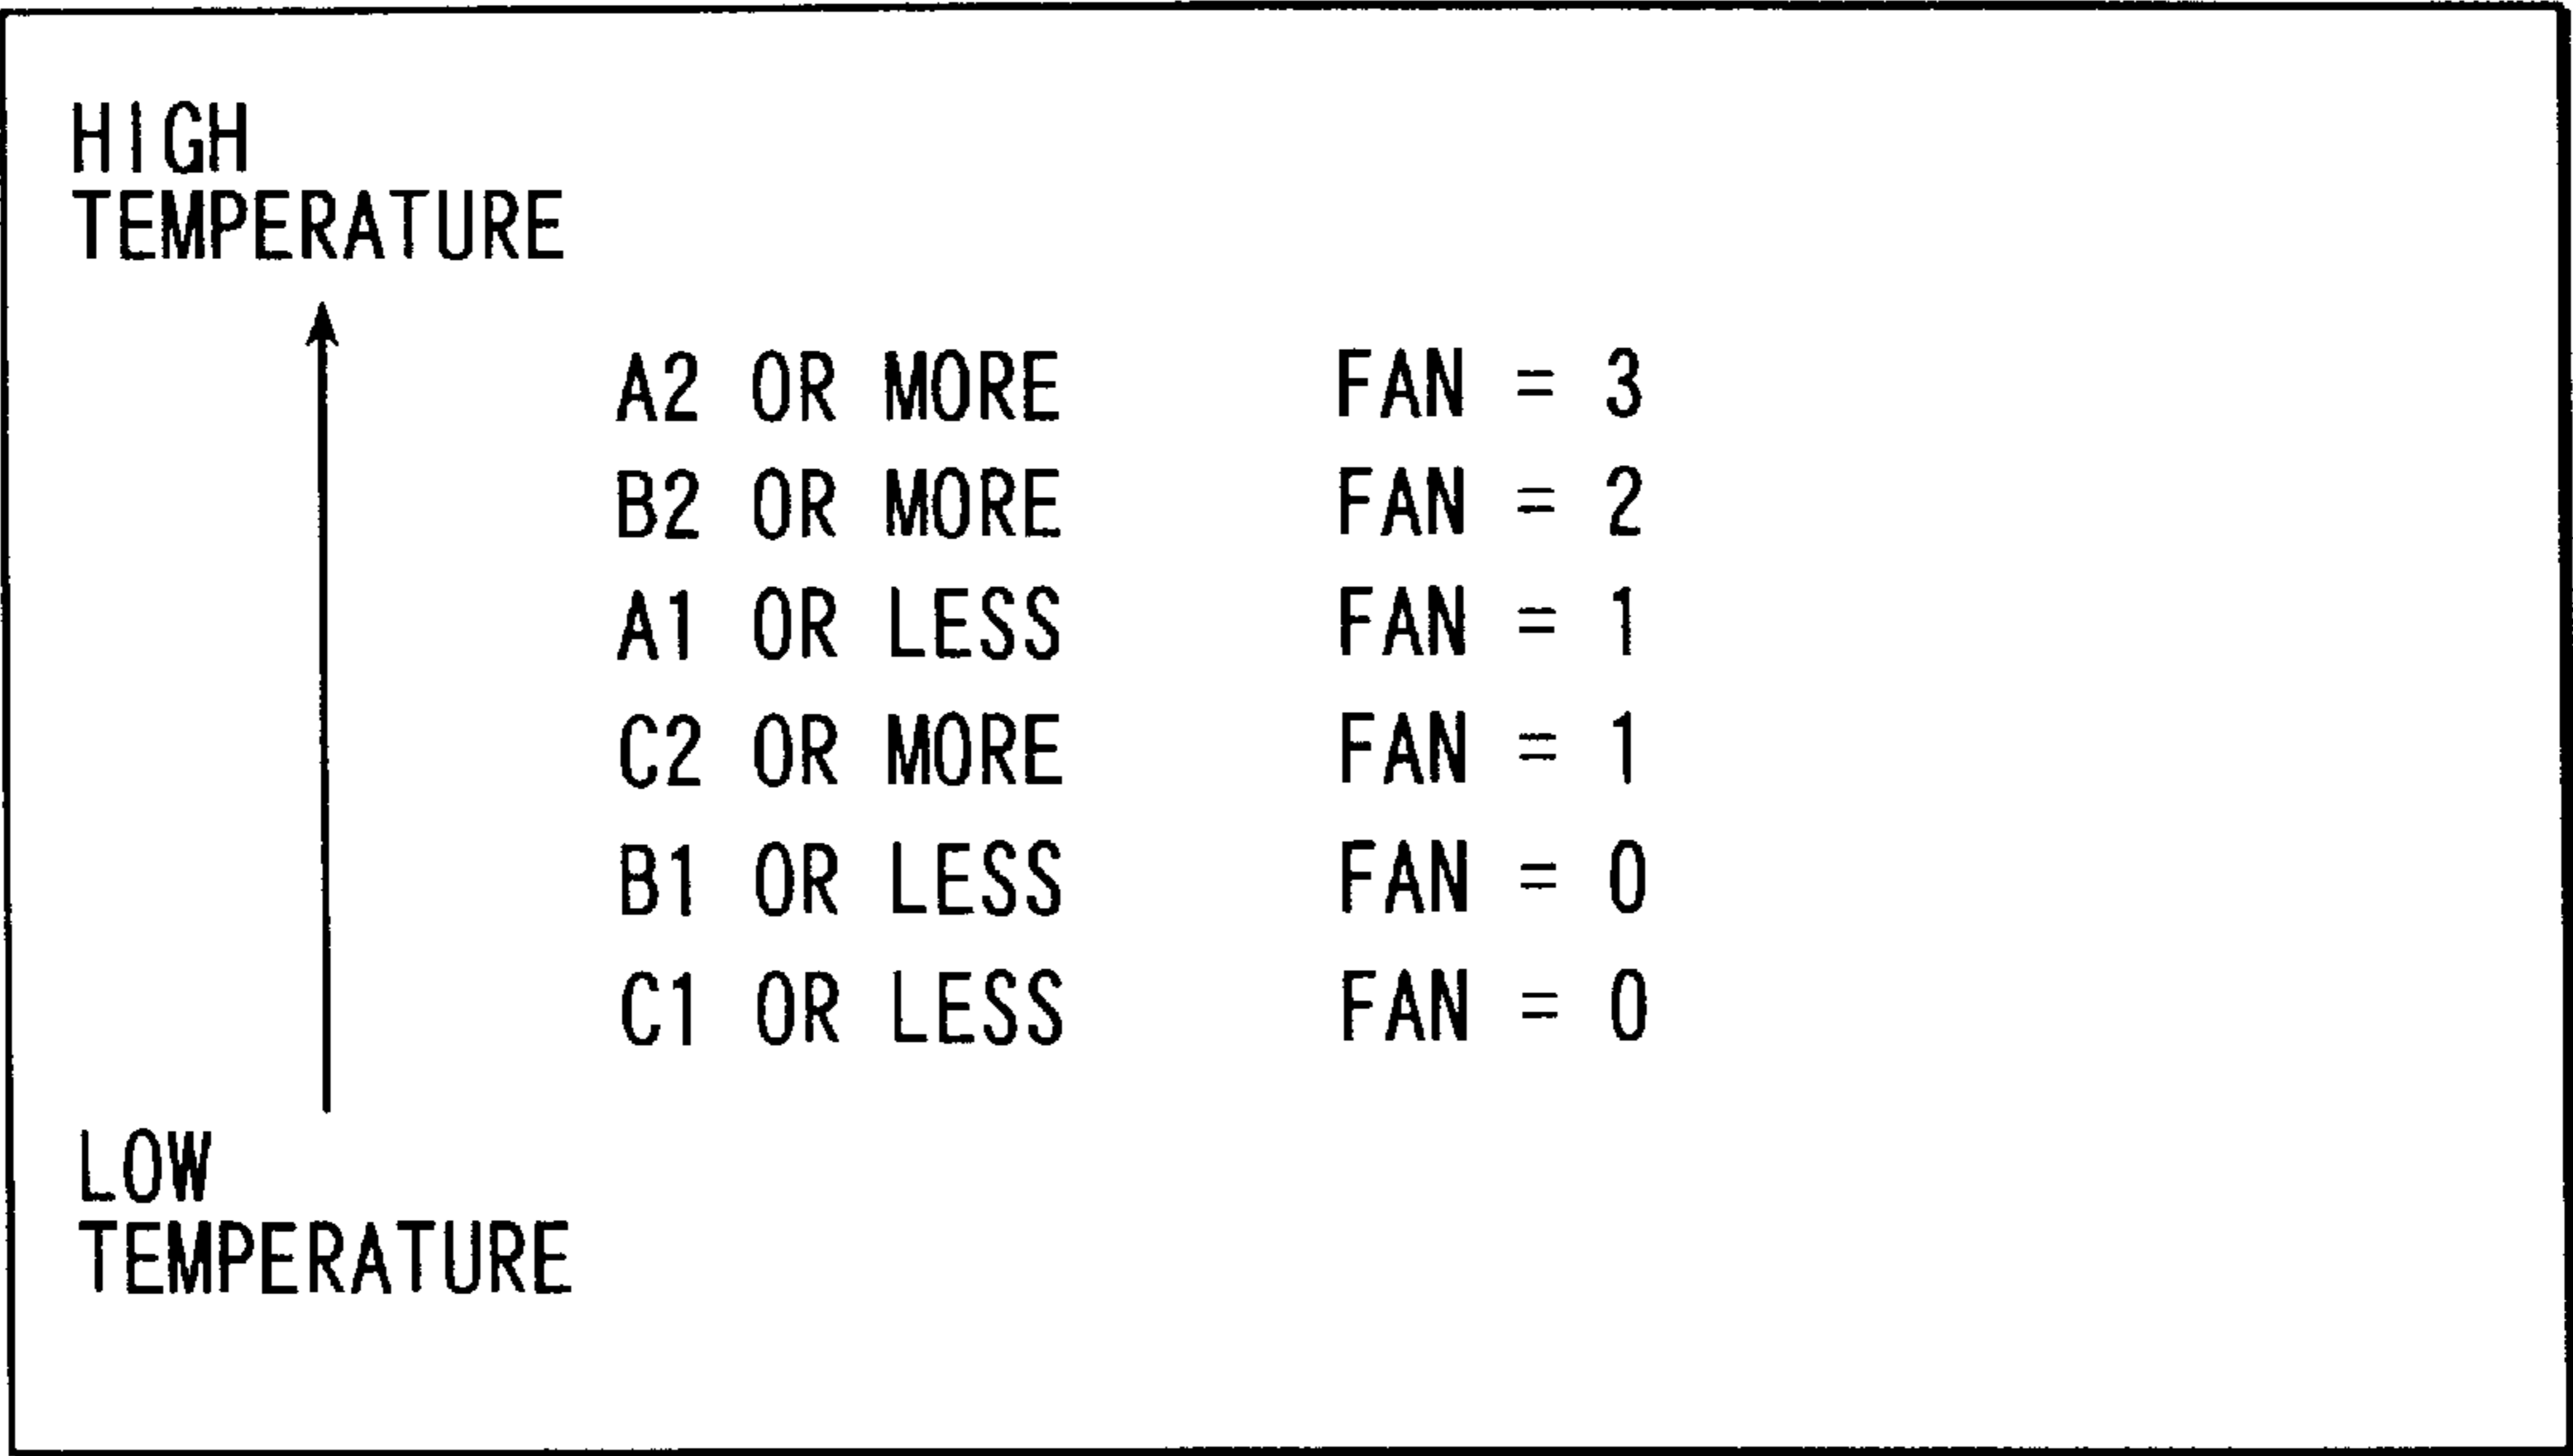 HIGH
TEMPERATURE
A2 OR MORE FAN = 3
B2 OR MORE FAN = 2
A1 OR LESS FAN = 1
C2 OR MORE FAN = 1
B1 OR LESS FAN = 0
C1 OR LESS FAN = 0
LOW
TEMPERATURE